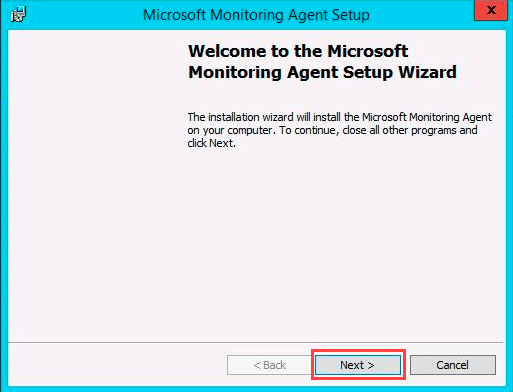 Microsoft Monitoring Agent Setup
x
Welcome to the Microsoft
Monitoring Agent Setup Wizard
The installation wizard will install the Microsoft Monitoring Agent
on your computer. To continue, close all other programs and
click Next.
< Back
Next >
Cancel